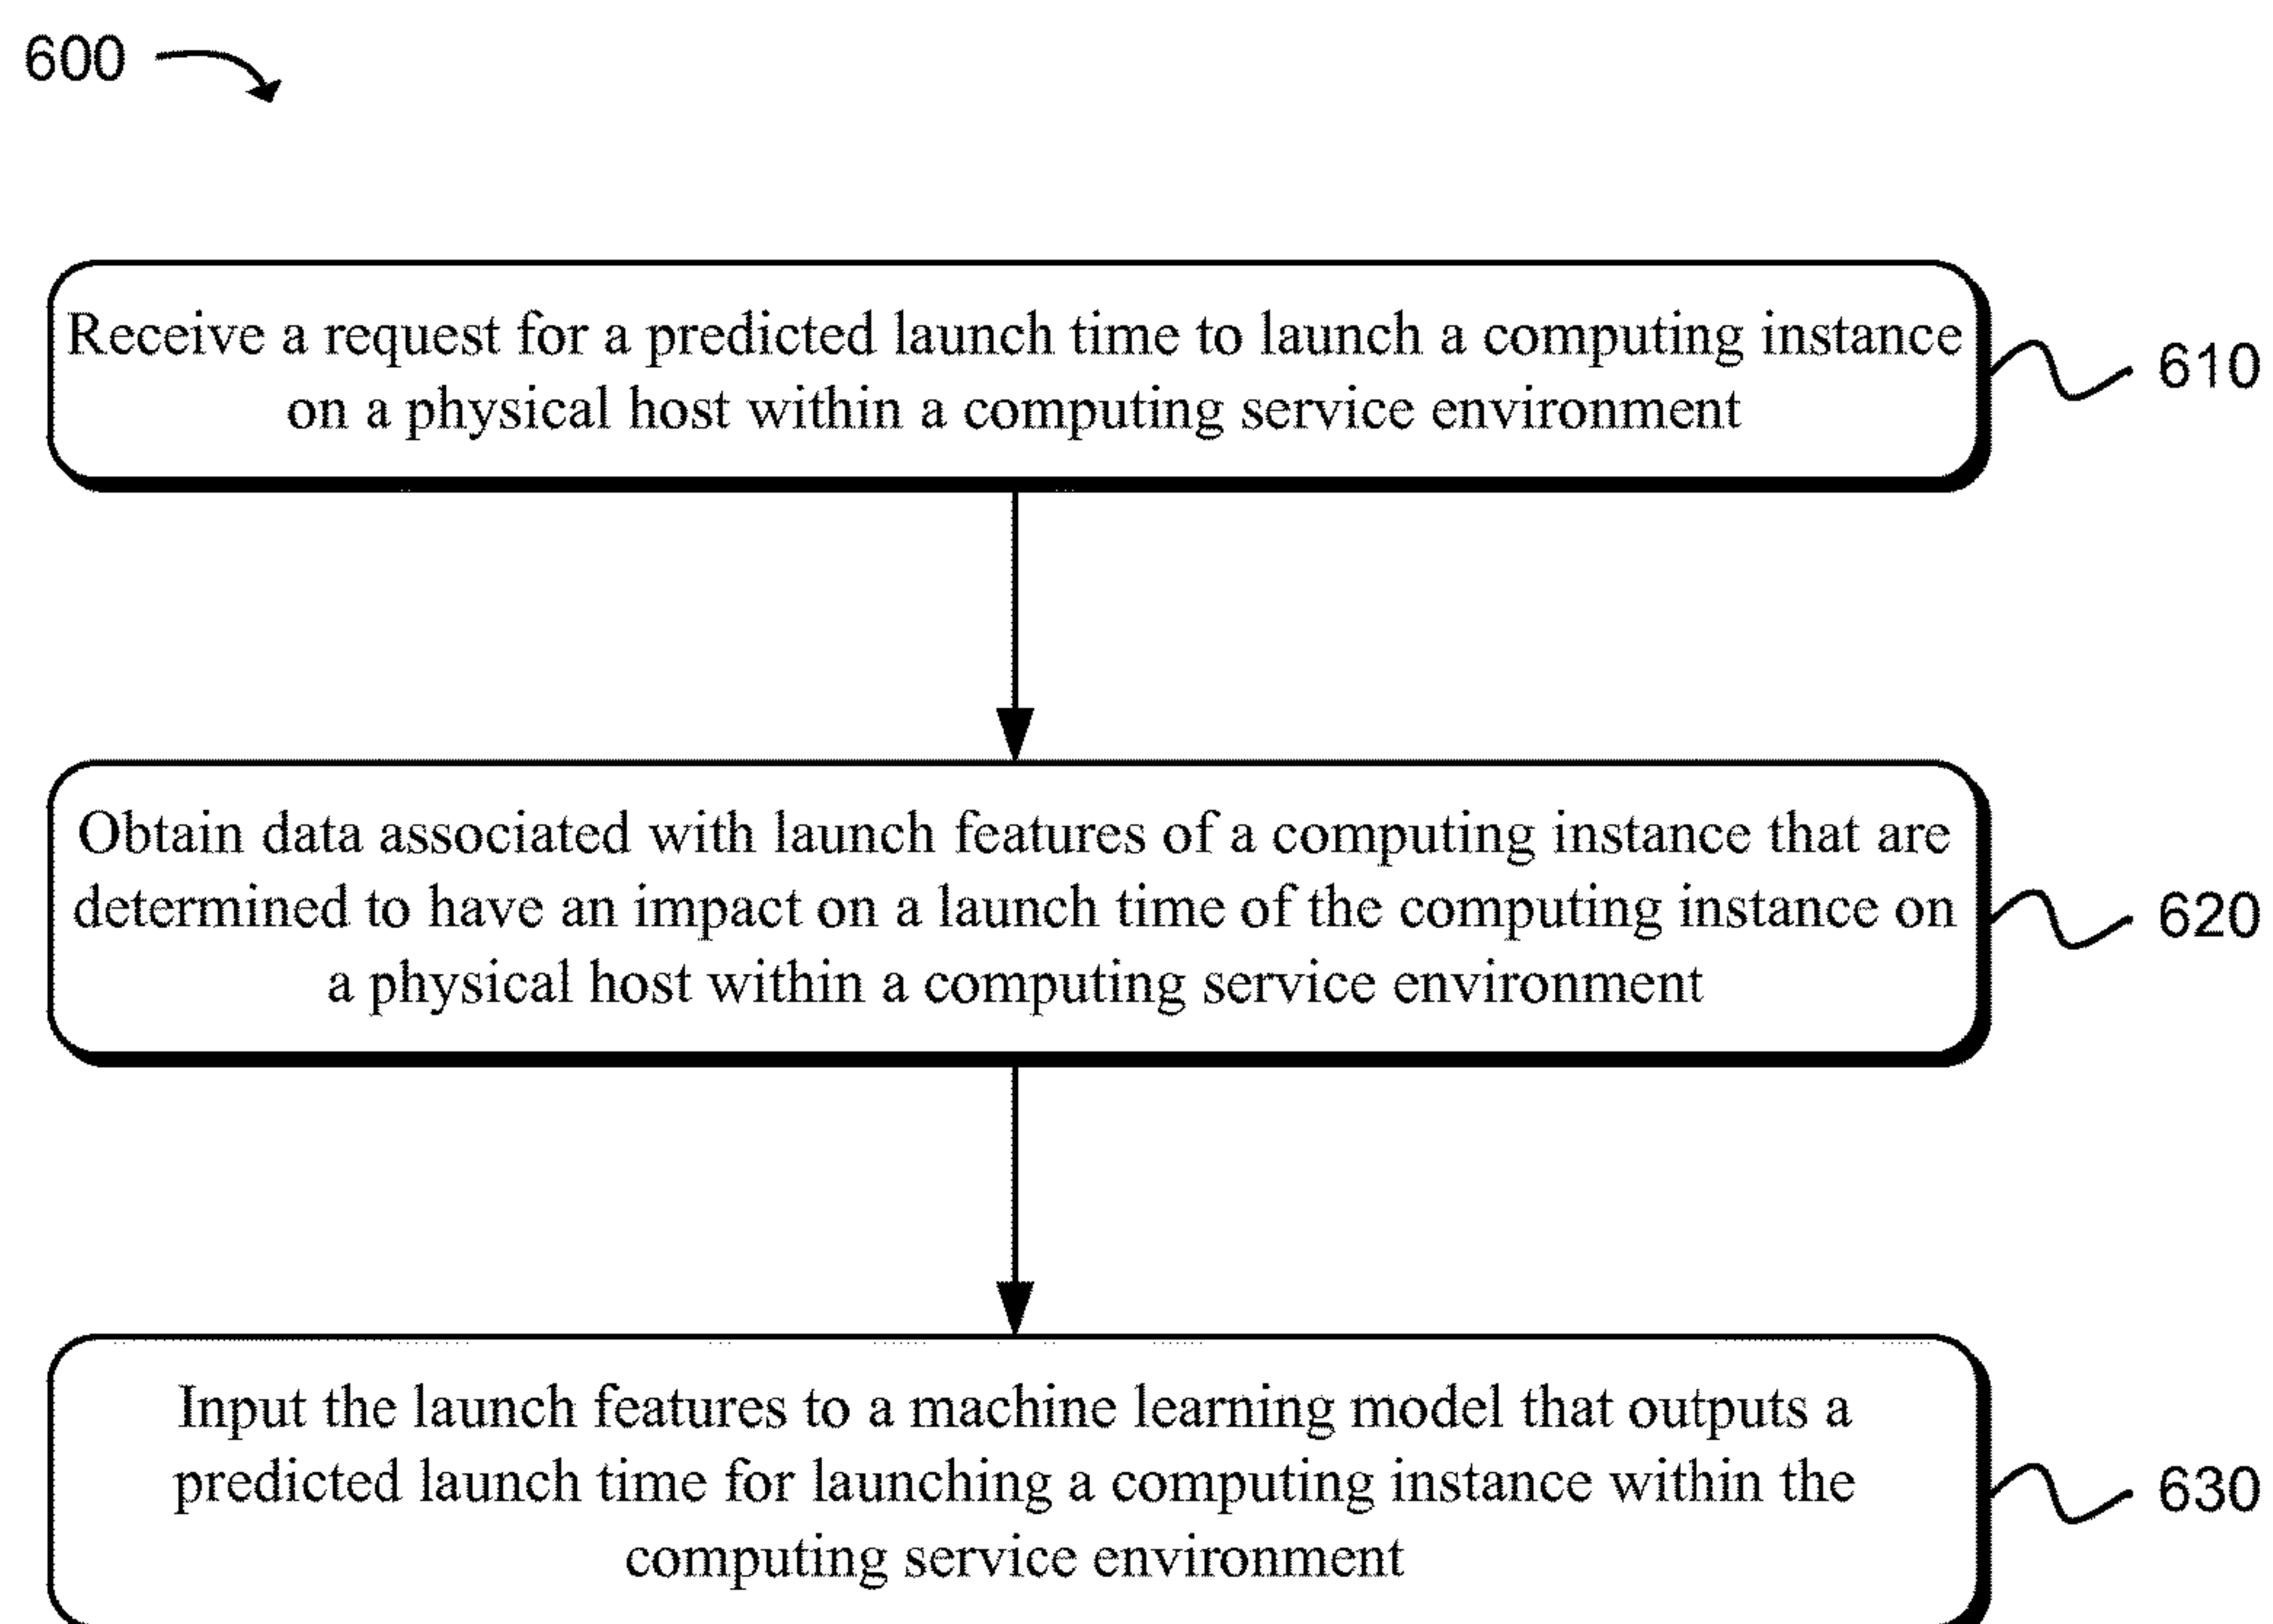 600
Receive a request for a predicted launch time to launch a computing instance
on a physical host within a computing service environment
610
Obtain data associated with launch features of a computing instance that are
determined to have an impact on a launch time of the computing instance on
a physical host within a computing service environment
620
Input the launch features to a machine learning model that outputs a
predicted launch time for launching a computing instance within the
computing service environment
630